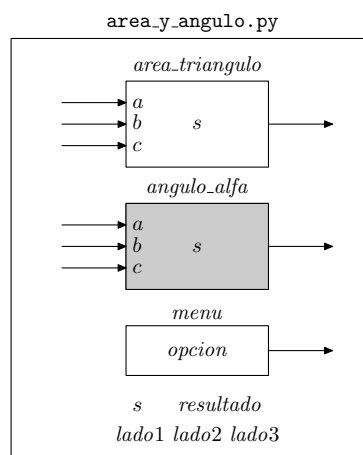 area_y_angulo.py
area_triangulo
a
b s
c
angulo_alfa
a
b s
c
menu
opcion
s resultado
lado1 lado2 lado3